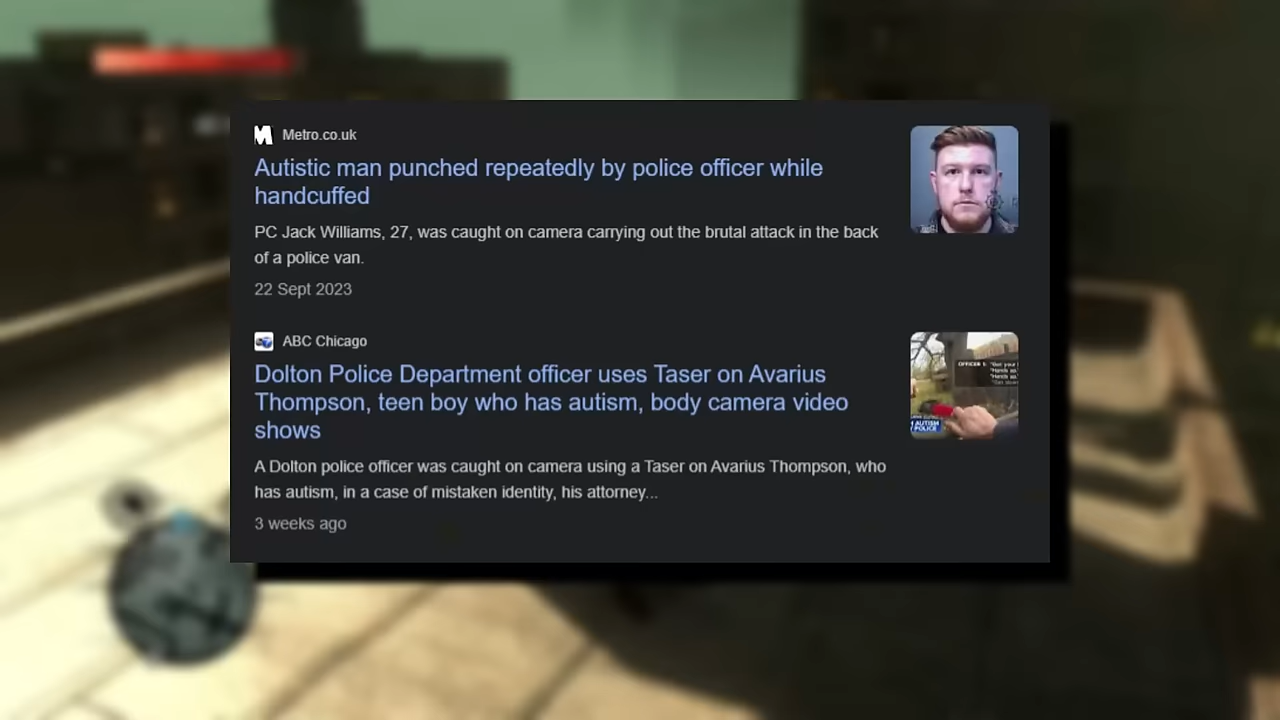 Metro.co.uk
Autistic man punched repeatedly by police officer while
handcuffed
PC Jack Williams, 27, was caught on camera carrying out the brutal attack in the back
of a police van.
22 Sept 2023
ABC Chicago
Dolton Police Department officer uses Taser on Avarius
Thompson, teen boy who has autism, body camera video
shows
A Dolton police officer was caught on camera using a Taser on Avarius Thompson, who
has autism, in a case of mistaken identity, his attorney...
3 weeks ago